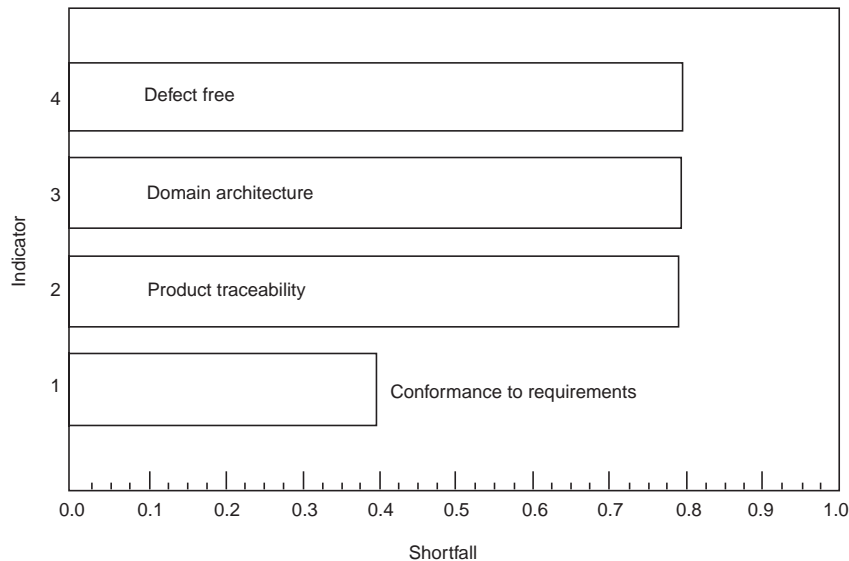 4
Defect free
3
Domain architecture
Indicator
2
Product traceability
1
Conformance to requirements
0.0 0.1 0.2 0.3 0.4 0.5 0.6 0.7 0.8 0.9 1.0
Shortfall